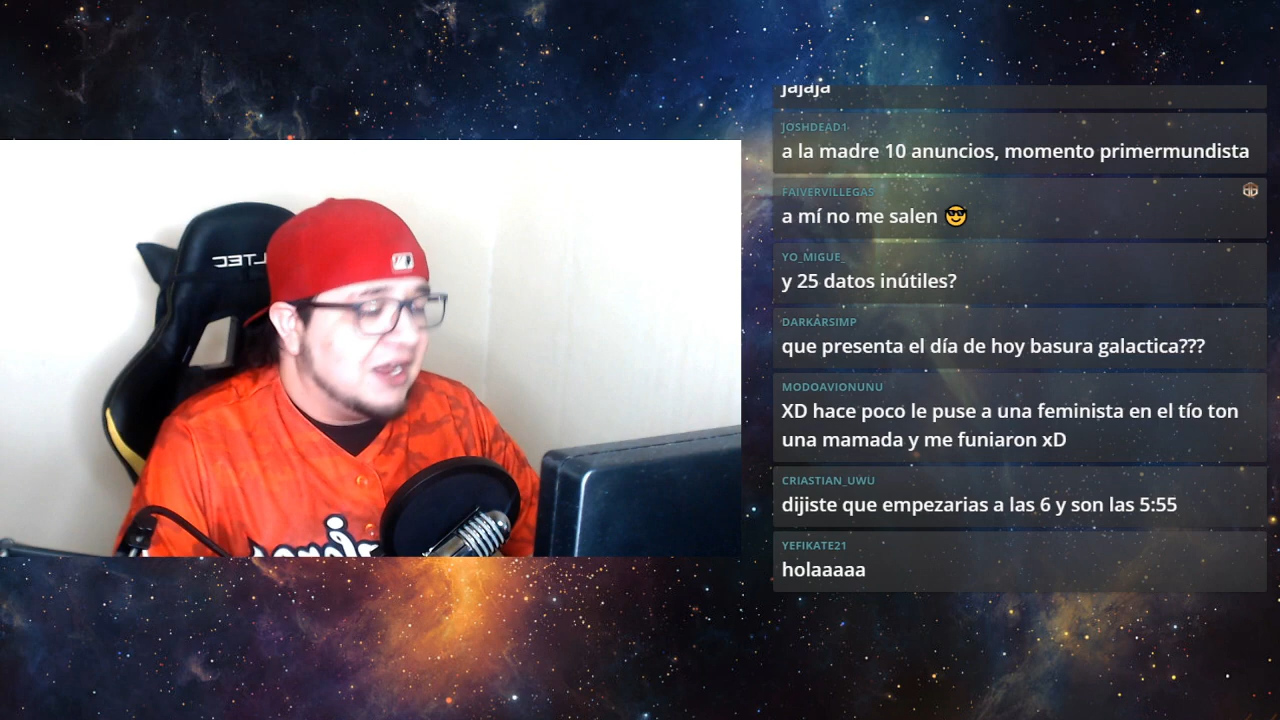 jajaja
JOSHDEAD1
a la madre 10 anuncios, momento primermundista
FAIVERVILLEGAS
a mí no me salen 😎
YO_MIGUE_
y 25 datos inútiles?
DARKARSIMP
que presenta el día de hoy basura galactica???
MODOAVIONUNU
XD hace poco le puse a una feminista en el tío ton
una mamada y me funiaron xD
CRIASTIAN_UWU
dijiste que empezarias a las 6 y son las 5:55
YEFIKATE21
holaaaaa